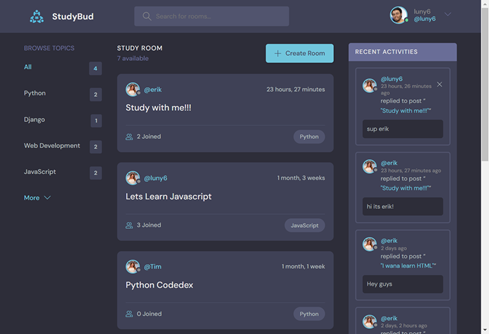 StudyBud
Search for rooms...
luny6
@luny6
BROWSE TOPICS
All 4
Python 2
Django 1
Web Development 2
JavaScript 2
More
STUDY ROOM
7 available
Create Room
@erik 23 hours, 27 minutes
Study with me!!!
2 Joined Python
@luny6 1 month, 3 weeks
Lets Learn Javascript
3 Joined JavaScript
@Tim 1 month, 1 week
Python Codedex
0 Joined Python
RECENT ACTIVITIES
@luny6
23 hours, 26 minutes
ago
replied to post "
"Study with me!!!"
sup erik
@erik
23 hours, 27 minutes ago
replied to post "
"Study with me!!!"
hi its erik!
@erik
2 days ago
replied to post "
"I wana learn HTML"
Hey guys
@erik
2 days, 2 hours ago
replied to post "